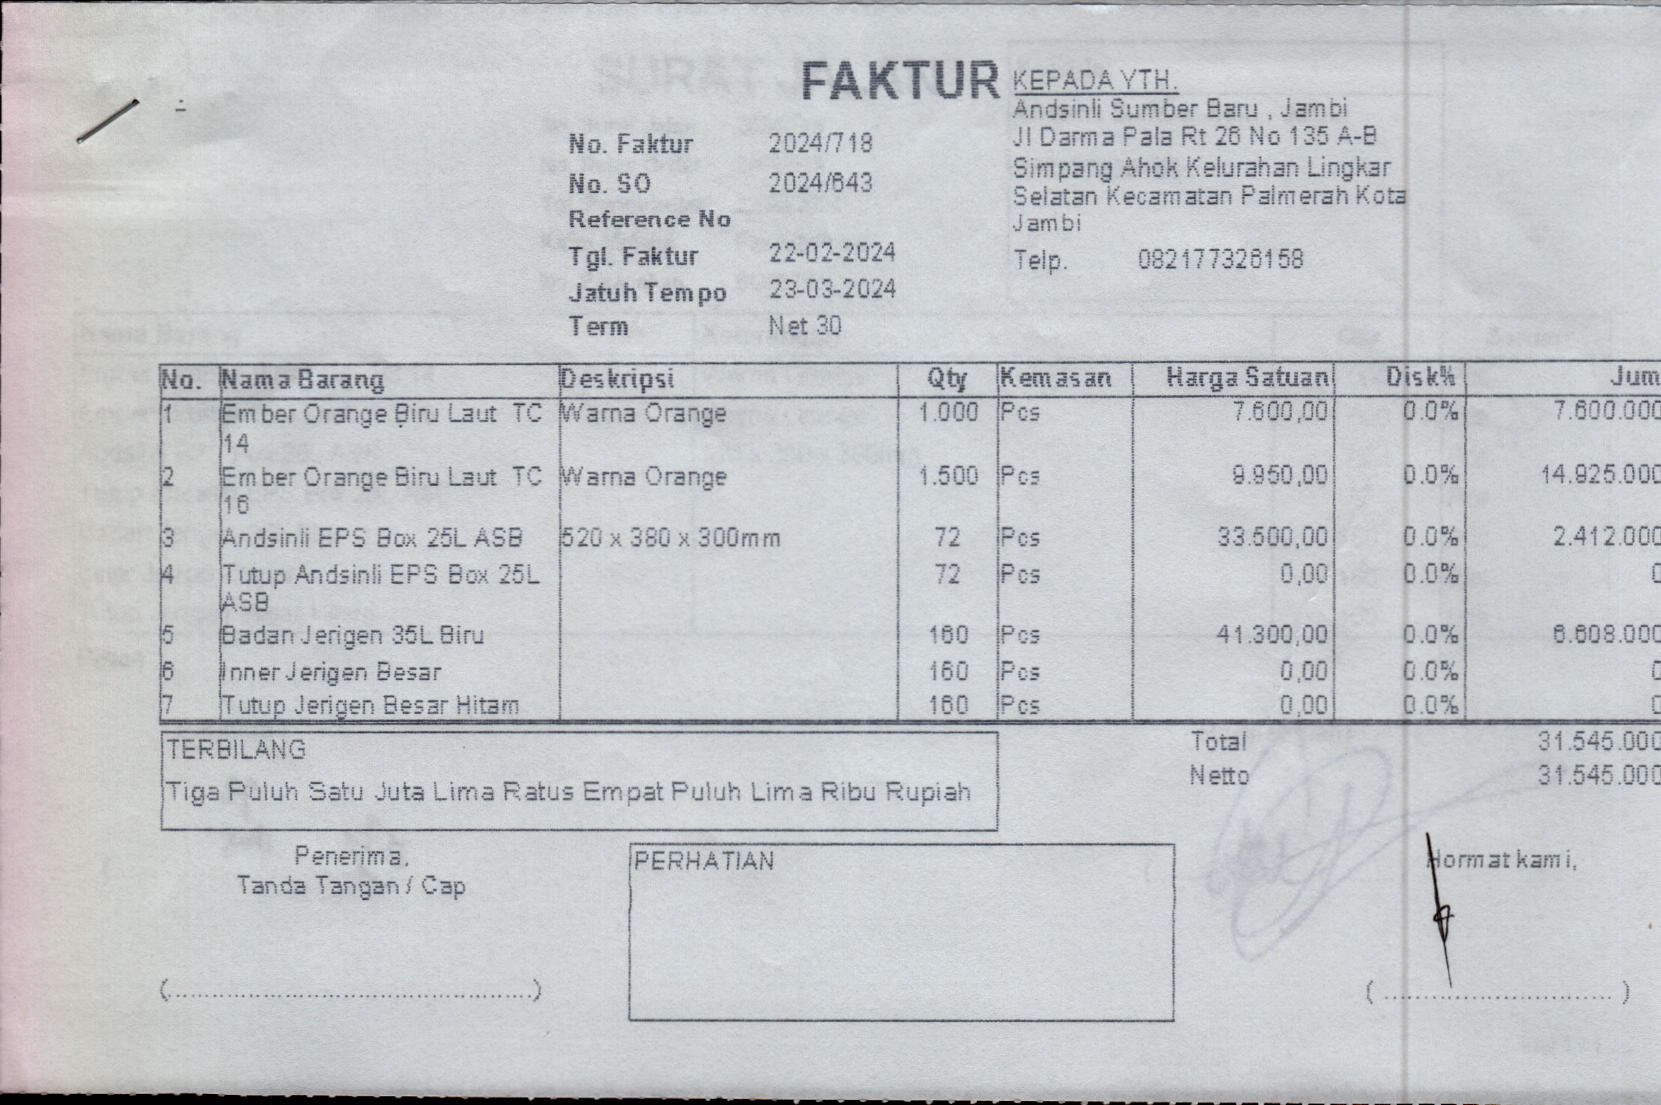 FAKTUR
No. Faktur 2024/718
No. SO 2024/643
Reference No
Tgl. Faktur 22-02-2024
Jatuh Tempo 23-03-2024
Term Net 30
KEPADA YTH.
Andsinli Sumber Baru , Jambi
Jl Darma Pala Rt 26 No 135 A-B
Simpang Ahok Kelurahan Lingkar
Selatan Kecamatan Palmerah Kota
Jambi
Telp. 082177326158
No. Nama Barang Deskripsi Qty Kemasan Harga Satuan Disk% Jum
1 Ember Orange Biru Laut TC Warna Orange 1.000 Pcs 7.600,00 0.0% 7.600.000
14
2 Ember Orange Biru Laut TC Warna Orange 1.500 Pcs 9.950,00 0.0% 14.925.000
16
3 Andsinli EPS Box 25L ASB 520 x 380 x 300mm 72 Pcs 33.500,00 0.0% 2.412.000
4 Tutup Andsinli EPS Box 25L 72 Pcs 0,00 0.0% 0
ASB
5 Badan Jerigen 35L Biru 160 Pcs 41.300,00 0.0% 6.608.000
6 Inner Jerigen Besar 160 Pcs 0,00 0.0% 0
7 Tutup Jerigen Besar Hitam 160 Pcs 0,00 0.0% 0
TERBILANG
Tiga Puluh Satu Juta Lima Ratus Empat Puluh Lima Ribu Rupiah
Total 31.545.000
Netto 31.545.000
Penerima,
Tanda Tangan / Cap
PERHATIAN
Hormat kami,